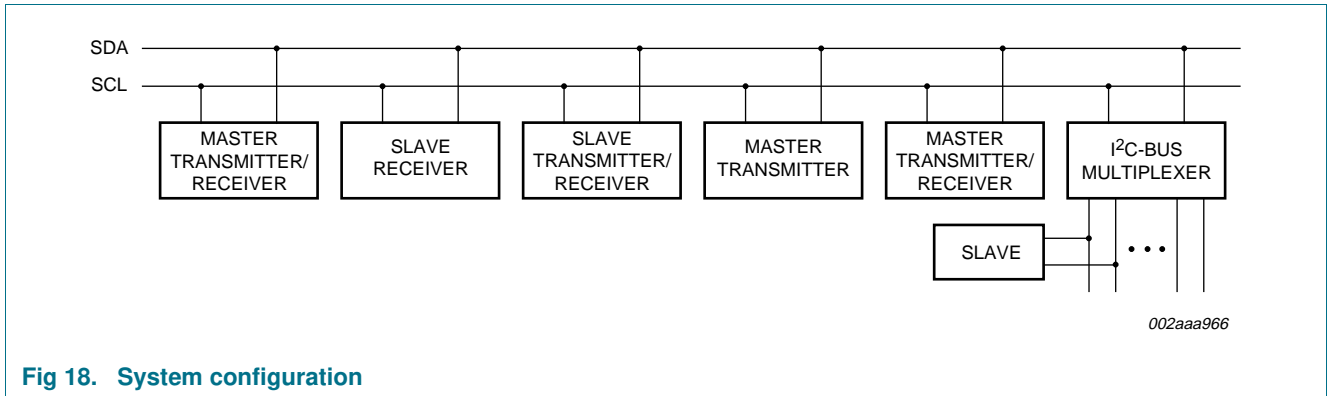 SDA
SCL
MASTER
TRANSMITTER/
RECEIVER
SLAVE
RECEIVER
SLAVE
TRANSMITTER/
RECEIVER
MASTER
TRANSMITTER
MASTER
TRANSMITTER/
RECEIVER
I²C-BUS
MULTIPLEXER
SLAVE
002aaa966
Fig 18. System configuration